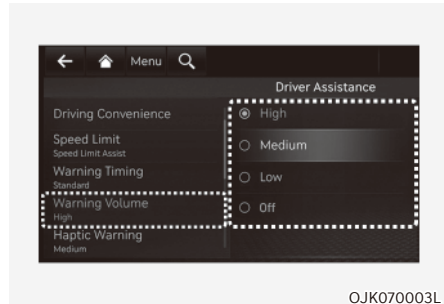 Menu
Driver Assistance
Driving Convenience
Speed Limit
Speed Limit Assist
Warning Timing
Standard
Warning Volume
High
Haptic Warning
Medium
High
Medium
Low
Off
OJK070003L